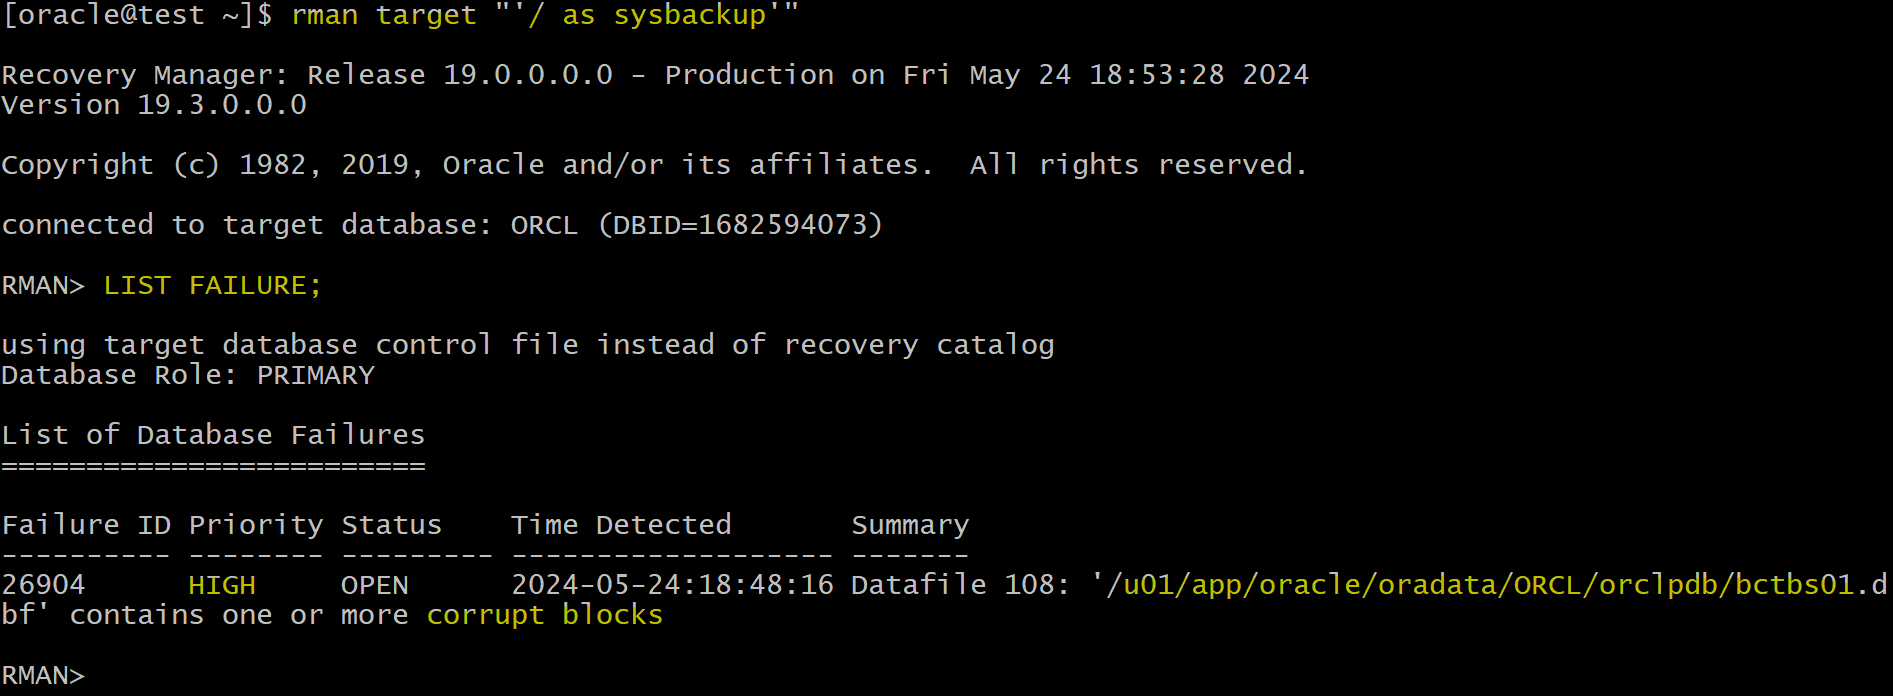 [oracle@test ~]$ rman target "'/ as sysbackup'"
Recovery Manager: Release 19.0.0.0.0 - Production on Fri May 24 18:53:28 2024
Version 19.3.0.0.0
Copyright (c) 1982, 2019, Oracle and/or its affiliates.  All rights reserved.
connected to target database: ORCL (DBID=1682594073)
RMAN> LIST FAILURE;
using target database control file instead of recovery catalog
Database Role: PRIMARY
List of Database Failures
=========================
Failure ID Priority Status    Time Detected       Summary
---------- -------- --------- ------------------- -------
26904      HIGH     OPEN      2024-05-24:18:48:16 Datafile 108: '/u01/app/oracle/oradata/ORCL/orclpdb/bctbs01.d
bf' contains one or more corrupt blocks
RMAN>